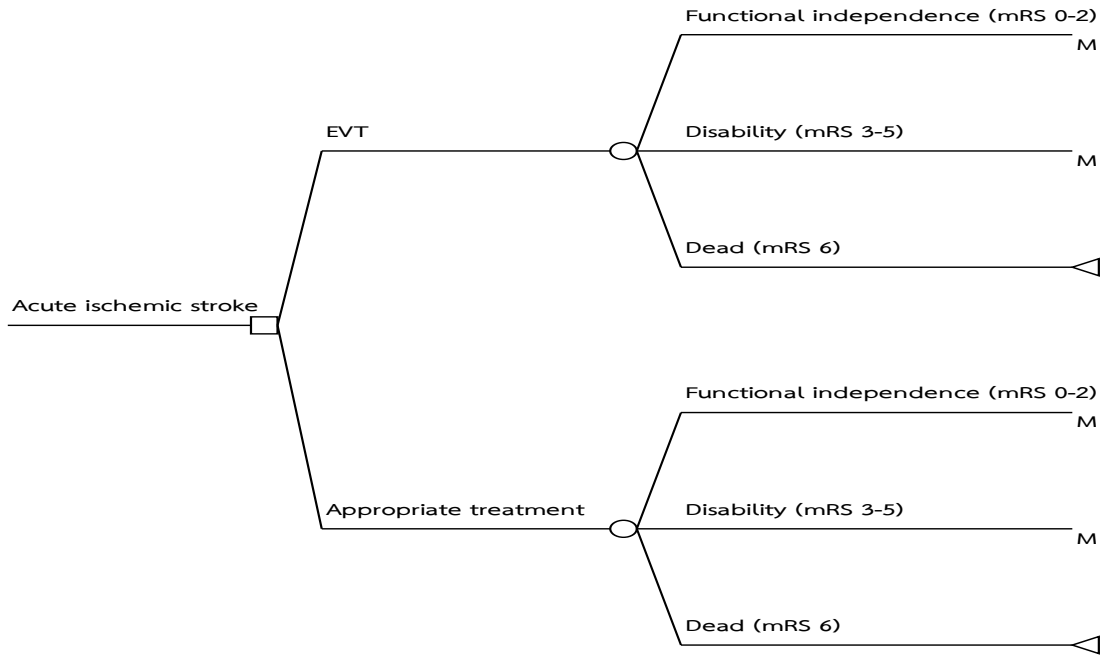 Functional independence (mRS 0-2)
M
EVT
Disability (mRS 3-5)
M
Dead (mRS 6)
Acute ischemic stroke
Functional independence (mRS 0-2)
M
Appropriate treatment
Disability (mRS 3-5)
M
Dead (mRS 6)